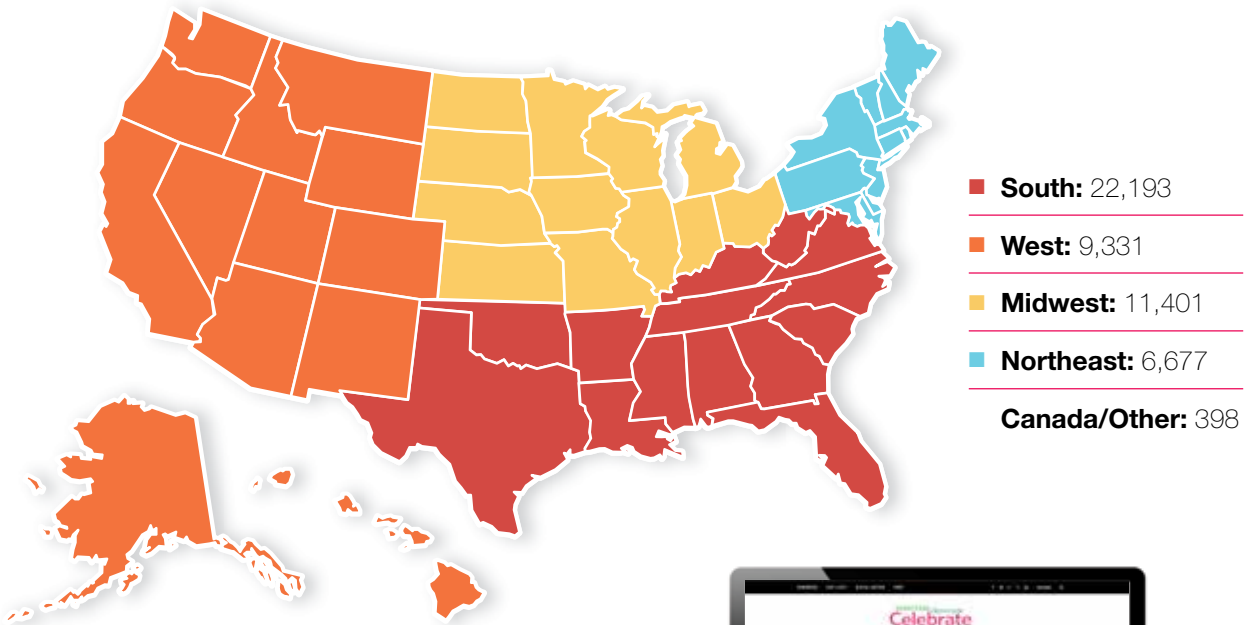 South: 22,193
West: 9,331
Midwest: 11,401
Northeast: 6,677
Canada/Other: 398
Celebrate